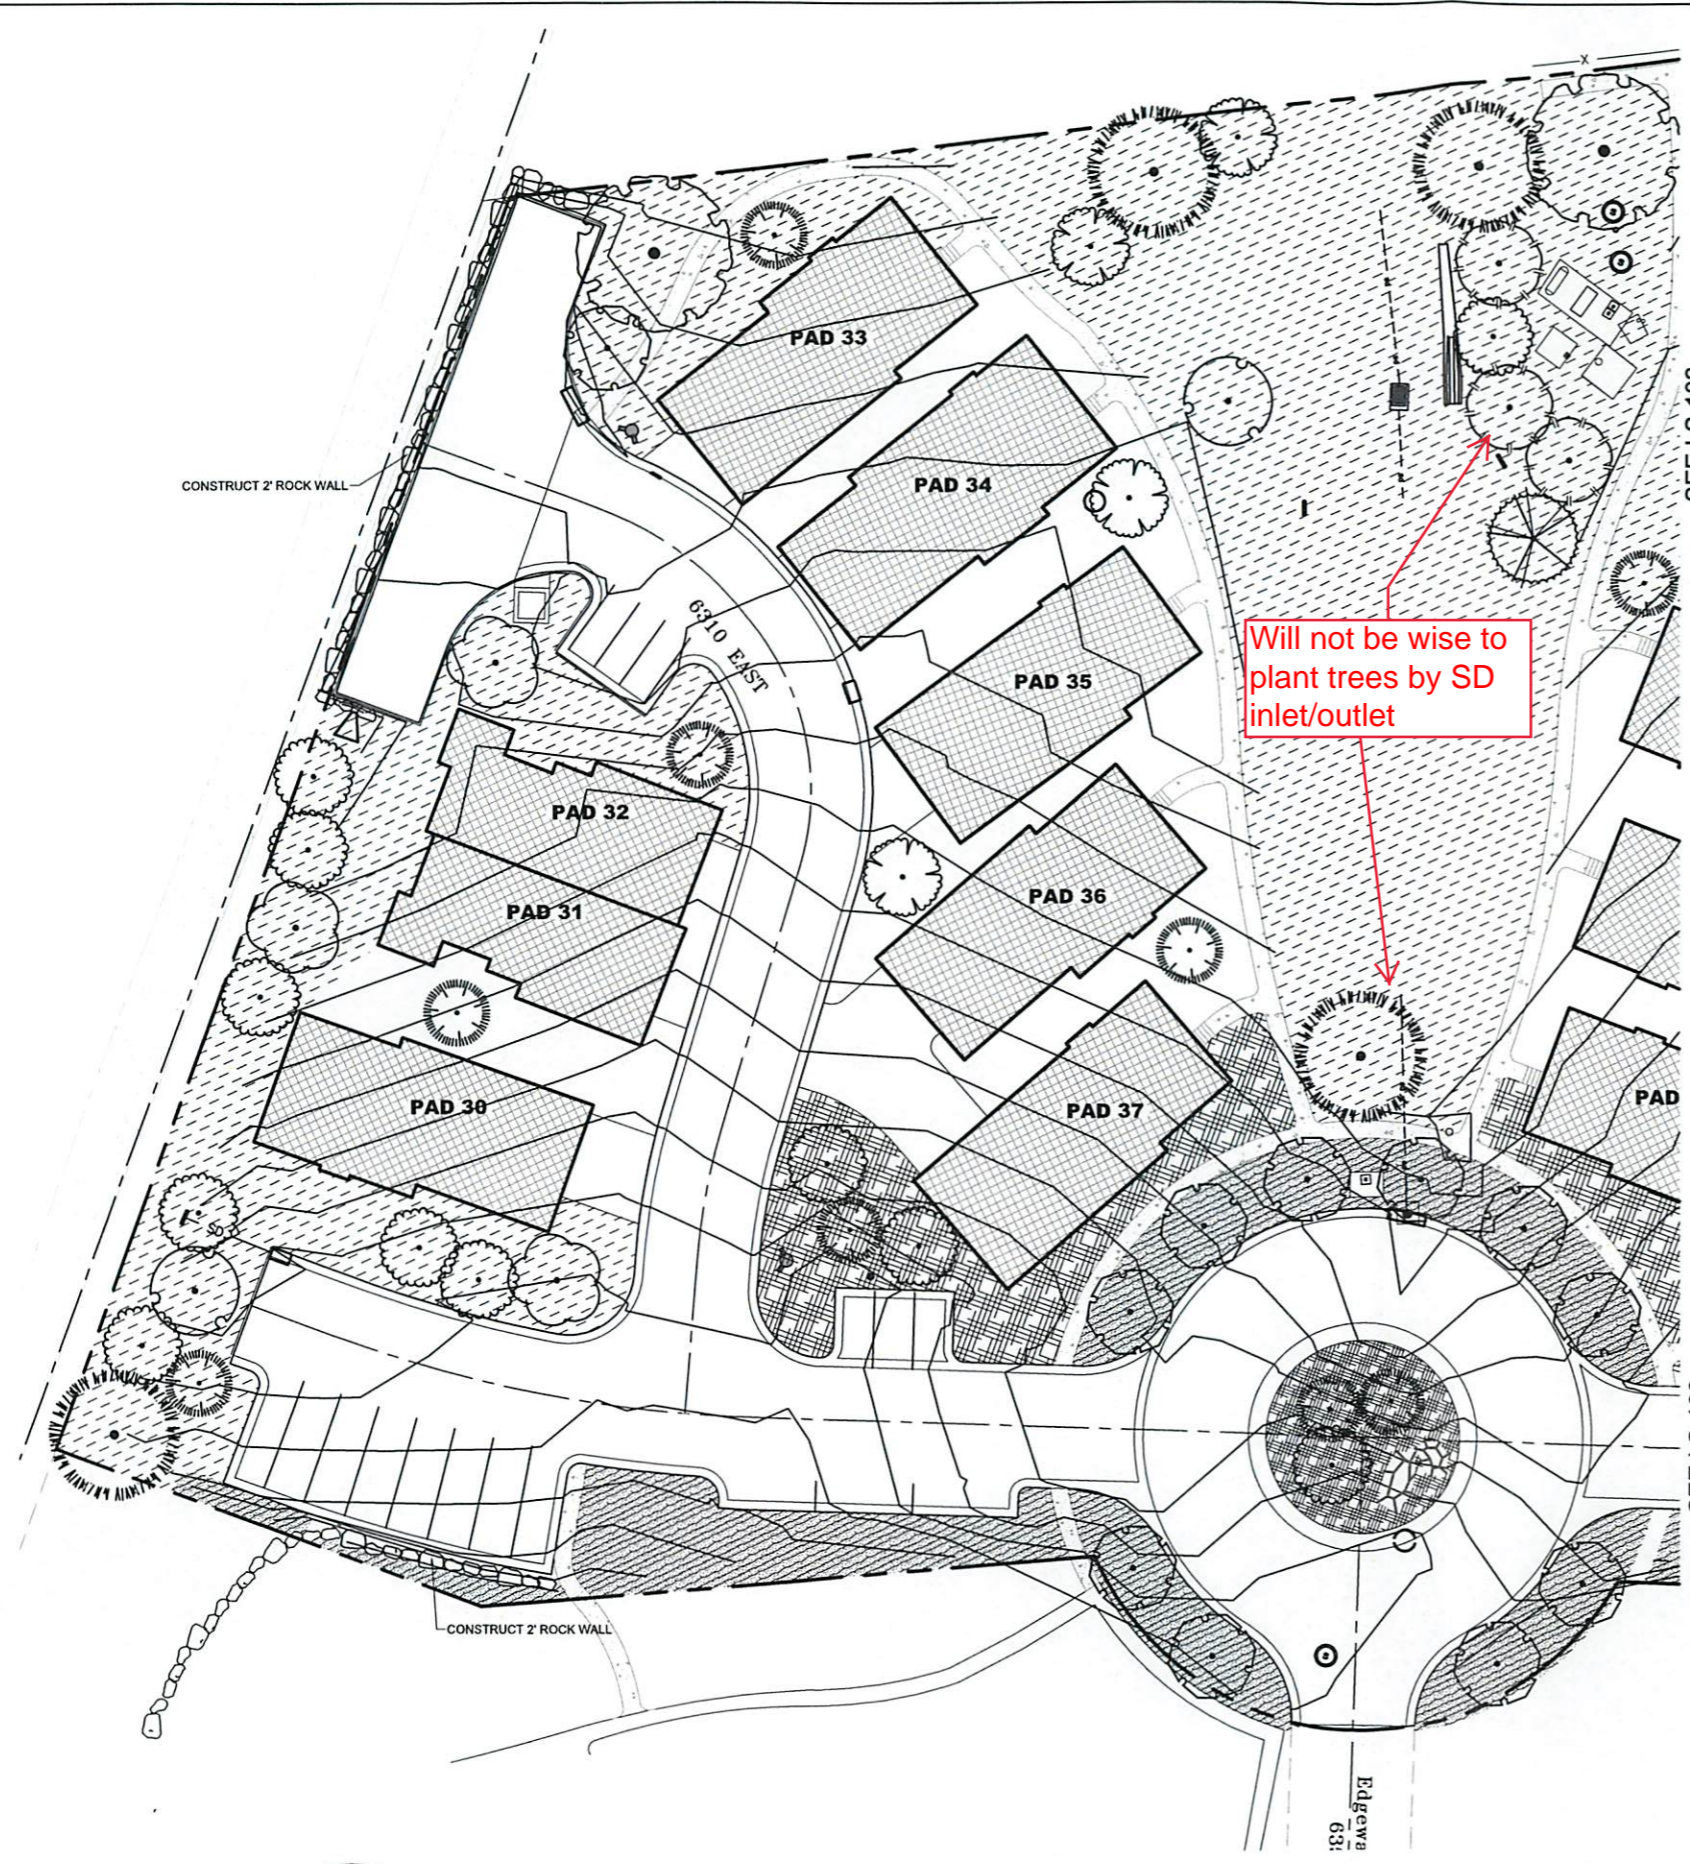 PAD 33
CONSTRUCT 2' ROCK WALL
PAD 34
6310 EAST
Will not be wise to
plant trees by SD
inlet/outlet
PAD 35
PAD 32
PAD 36
PAD 31
PAD 30
PAD 37
PAD
SD
CONSTRUCT 2' ROCK WALL
Edgewa